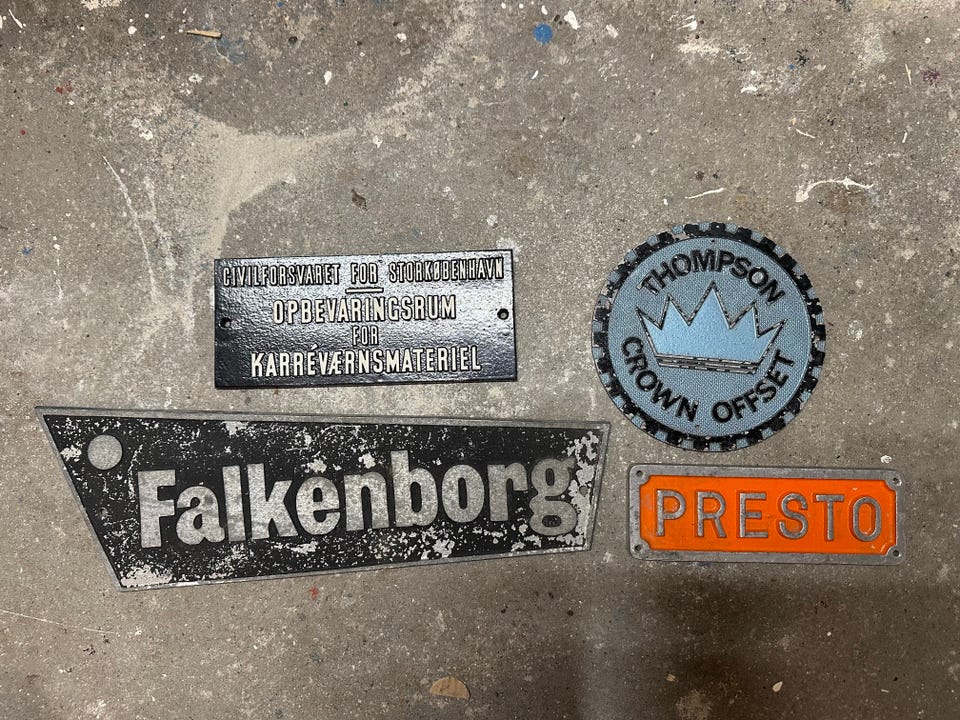 CIVILFORSVARET FOR STORKØBENHAVN
OPBEVARINGSRUM
FOR
KARRÉVÆRNSMATERIEL
THOMPSON
CROWN OFFSET
Falkenborg
PRESTO